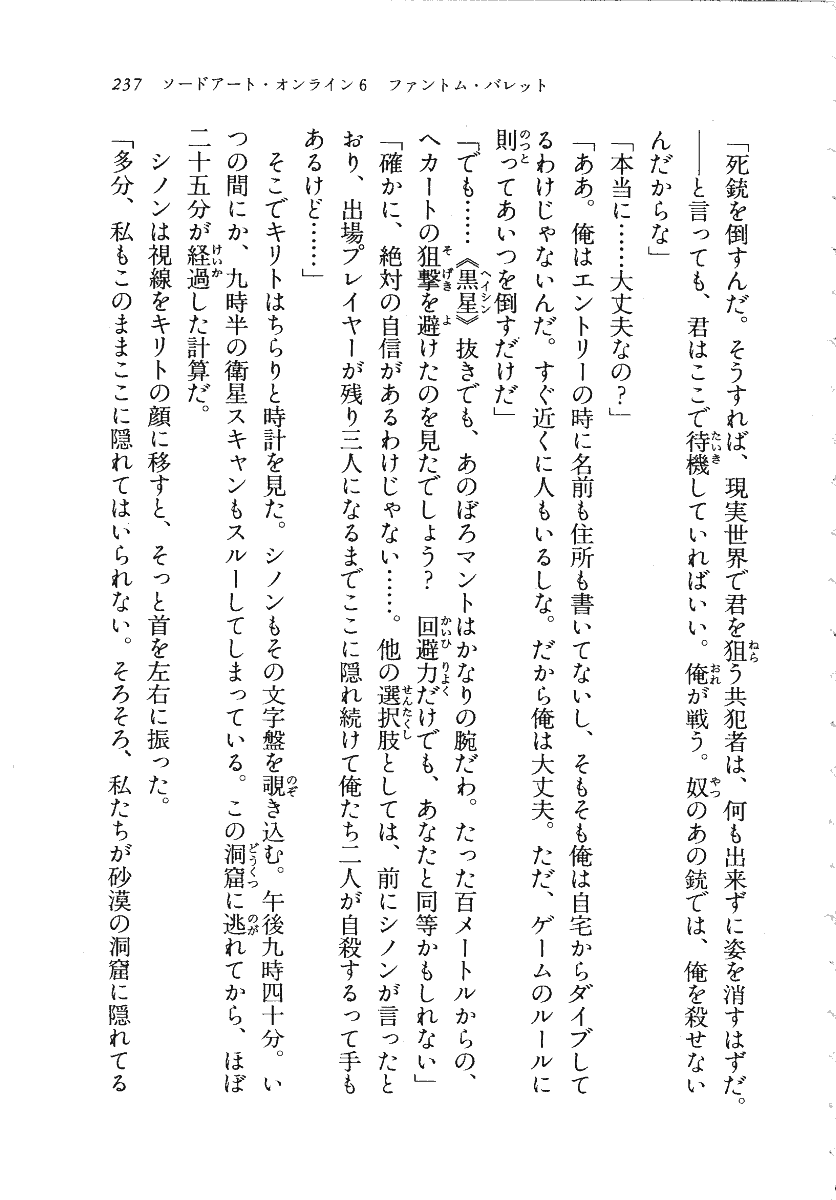 237　ソードアート・オンライン6　ファントム・バレット
「死銃を倒すんだ。そうすれば、現実世界で君を狙う共犯者は、何も出来ずに姿を消すはずだ。
――と言っても、君はここで待機していればいい。俺が戦う。奴のあの銃では、俺を殺せない
んだからな」
「本当に……大丈夫なの？」
「ああ。俺はエントリーの時に名前も住所も書いてないし、そもそも俺は自宅からダイブして
るわけじゃないんだ。すぐ近くに人もいるしな。だから俺は大丈夫。ただ、ゲームのルールに
則ってあいつを倒すだけだ」
「でも……《黒星》抜きでも、あのぼろマントはかなりの腕だわ。たった百メートルからの、
ヘカートの狙撃を避けたのを見たでしょう？　回避力だけでも、あなたと同等かもしれない」
「確かに、絶対の自信があるわけじゃない……。他の選択肢としては、前にシノンが言ったと
おり、出場プレイヤーが残り三人になるまでここに隠れ続けて俺たち二人が自殺するって手も
あるけど……」
　そこでキリトはちらりと時計を見た。シノンもその文字盤を覗き込む。午後九時四十分。い
つの間にか、九時半の衛星スキャンもスルーしてしまっている。この洞窟に逃れてから、ほぼ
二十五分が経過した計算だ。
　シノンは視線をキリトの顔に移すと、そっと首を左右に振った。
「多分、私もこのままここに隠れてはいられない。そろそろ、私たちが砂漠の洞窟に隠れてる